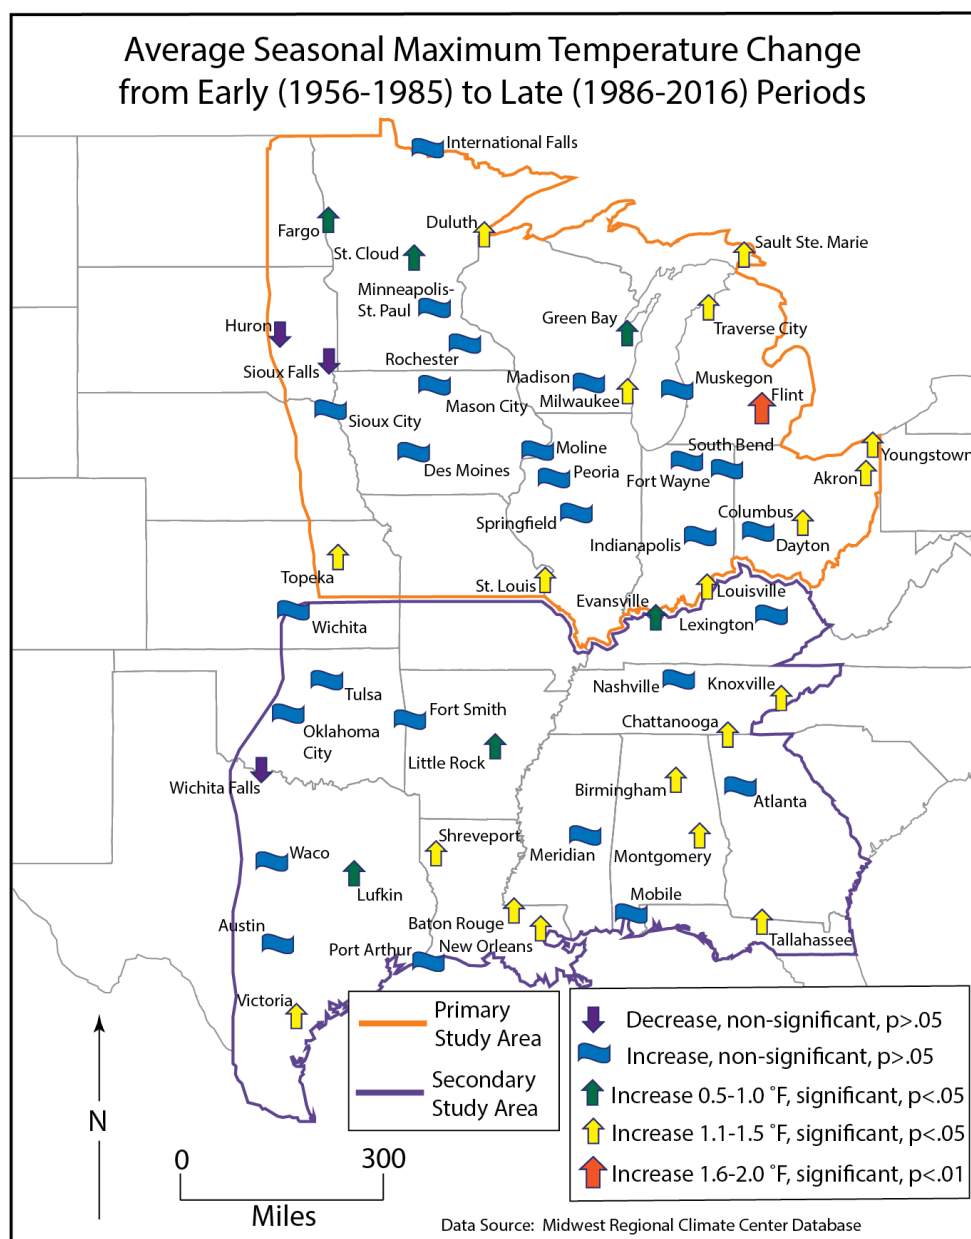 Average Seasonal Maximum Temperature Change
from Early (1956-1985) to Late (1986-2016) Periods
International Falls
Duluth
Fargo
St. Cloud
Sault Ste. Marie
Minneapolis-
St. Paul
Green Bay
Traverse City
Huron
Rochester
Sioux Falls
Madison
Muskegon
Milwaukee
Flint
Mason City
Sioux City
South Bend
Moline
Youngstown
Des Moines
Peoria
Fort Wayne
Akron
Columbus
Springfield
Indianapolis
Dayton
Topeka
St. Louis
Evansville
Louisville
Wichita
Lexington
Nashville
Knoxville
Tulsa
Fort Smith
Chattanooga
Oklahoma
City
Little Rock
Wichita Falls
Birmingham
Atlanta
Shreveport
Waco
Meridian
Montgomery
Lufkin
Mobile
Austin
Baton Rouge
Port Arthur
New Orleans
Tallahassee
Victoria
Primary
Study Area
Secondary
Study Area
Decrease, non-significant, p>.05
Increase, non-significant, p>.05
Increase 0.5-1.0 ˚F, significant, p<.05
Increase 1.1-1.5 ˚F, significant, p<.05
Increase 1.6-2.0 ˚F, significant, p<.01
N
0 300
Miles
Data Source: Midwest Regional Climate Center Database